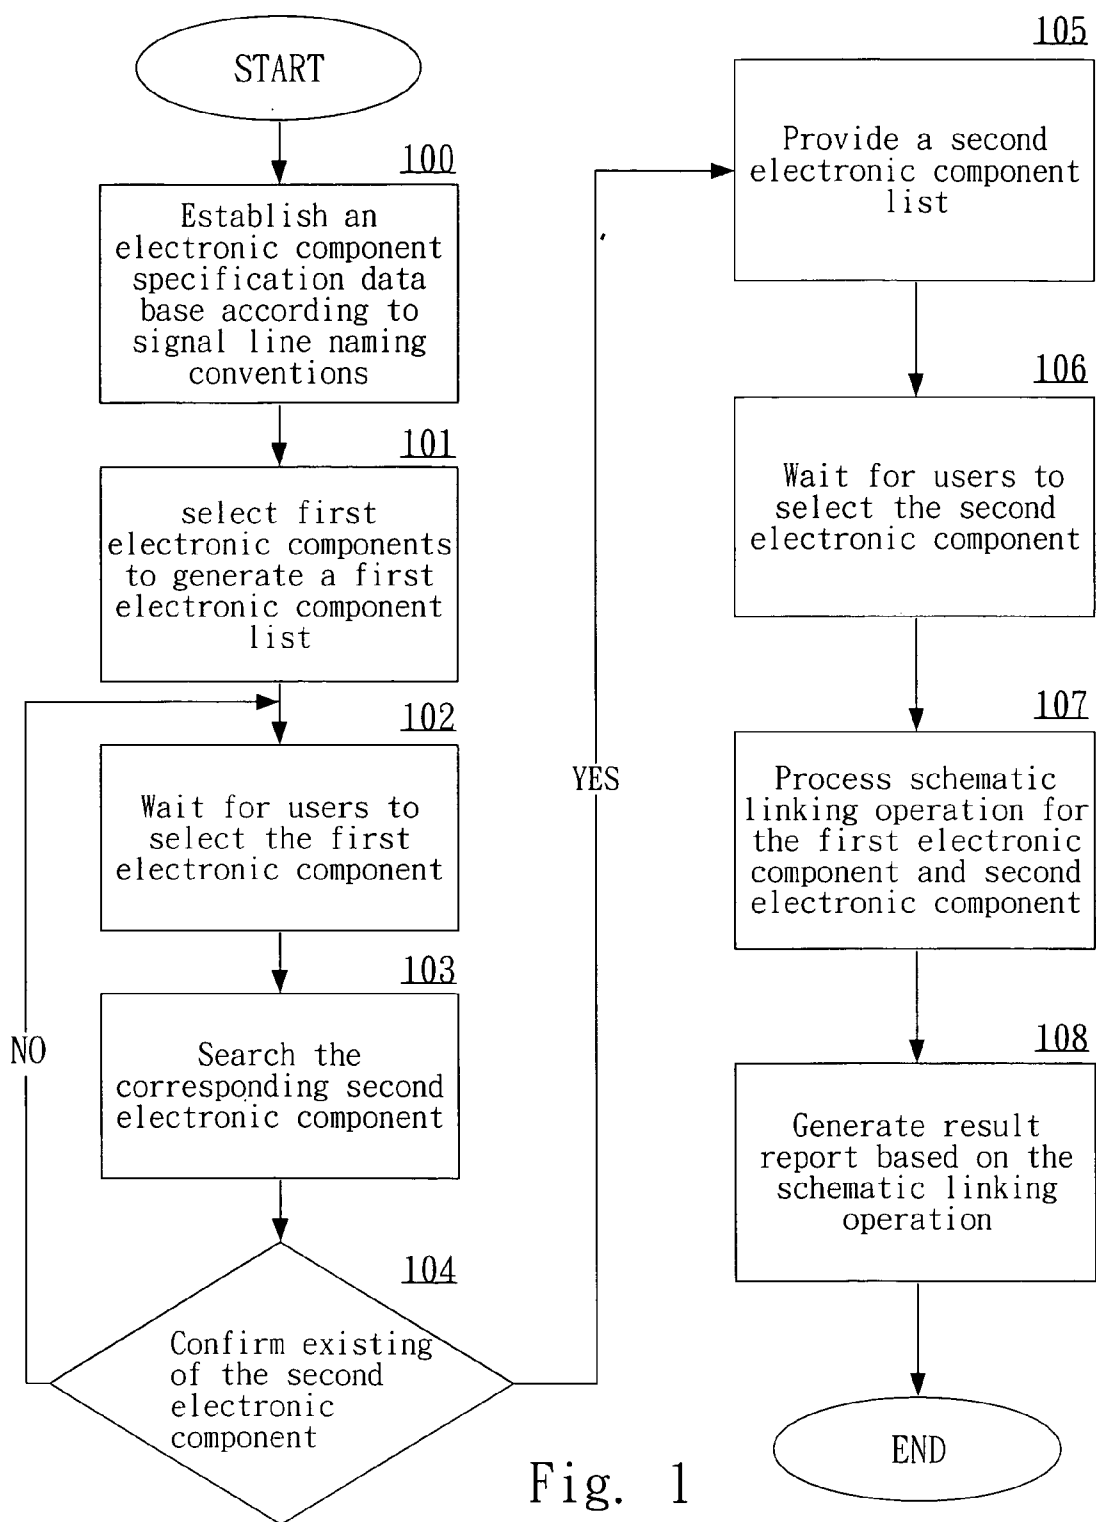 START
100
Establish an
electronic component
specification data
base according to
signal line naming
conventions
101
select first
electronic components
to generate a first
electronic component
list
102
Wait for users to
select the first
electronic component
103
Search the
corresponding second
electronic component
104
Confirm existing
of the second
electronic
component
NO
YES
105
Provide a second
electronic component
list
106
Wait for users to
select the second
electronic component
107
Process schematic
linking operation for
the first electronic
component and second
electronic component
108
Generate result
report based on the
schematic linking
operation
END
Fig. 1